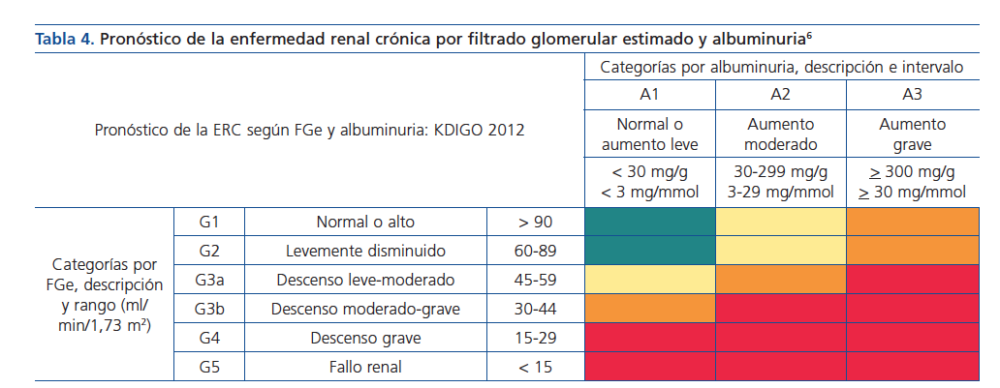 Tabla 4. Pronóstico de la enfermedad renal crónica por filtrado glomerular estimado y albuminuria⁶
Categorías por albuminuria, descripción e intervalo
Pronóstico de la ERC según FGe y albuminuria: KDIGO 2012
A1 A2 A3
Normal o
aumento leve
Aumento
moderado
Aumento
grave
< 30 mg/g
< 3 mg/mmol
30-299 mg/g
3-29 mg/mmol
≥ 300 mg/g
≥ 30 mg/mmol
Categorías por
FGe, descripción
y rango (ml/
min/1,73 m²)
G1 Normal o alto > 90
G2 Levemente disminuido 60-89
G3a Descenso leve-moderado 45-59
G3b Descenso moderado-grave 30-44
G4 Descenso grave 15-29
G5 Fallo renal < 15